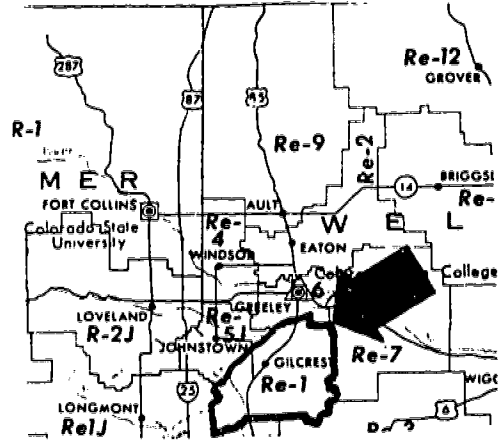 Re-12
GROVER
287
87
85
R-1
Re-9
Re-2
M E R
14
BRIGGS
Re-
FORT COLLINS
AULT
W E L
Colorado State
University
Re-
4
EATON
WINDSOR
6
College
GREELEY
LOVELAND
R-2J
Re-
5J
JOHNSTOWN
GILCREST
Re-7
Re-1
25
WIGG
LONGMONT
Re1J
6